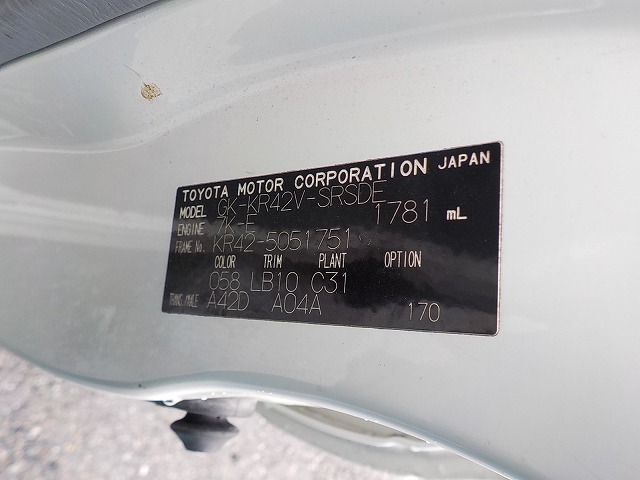 TOYOTA MOTOR CORPORATION JAPAN
MODEL GK-KR42V-SRSDE
ENGINE 7K-E 1781 mL
FRAME No. KR42-5051751
COLOR TRIM PLANT OPTION
058 LB10 C31
TRANS./AXLE A42D A04A 170